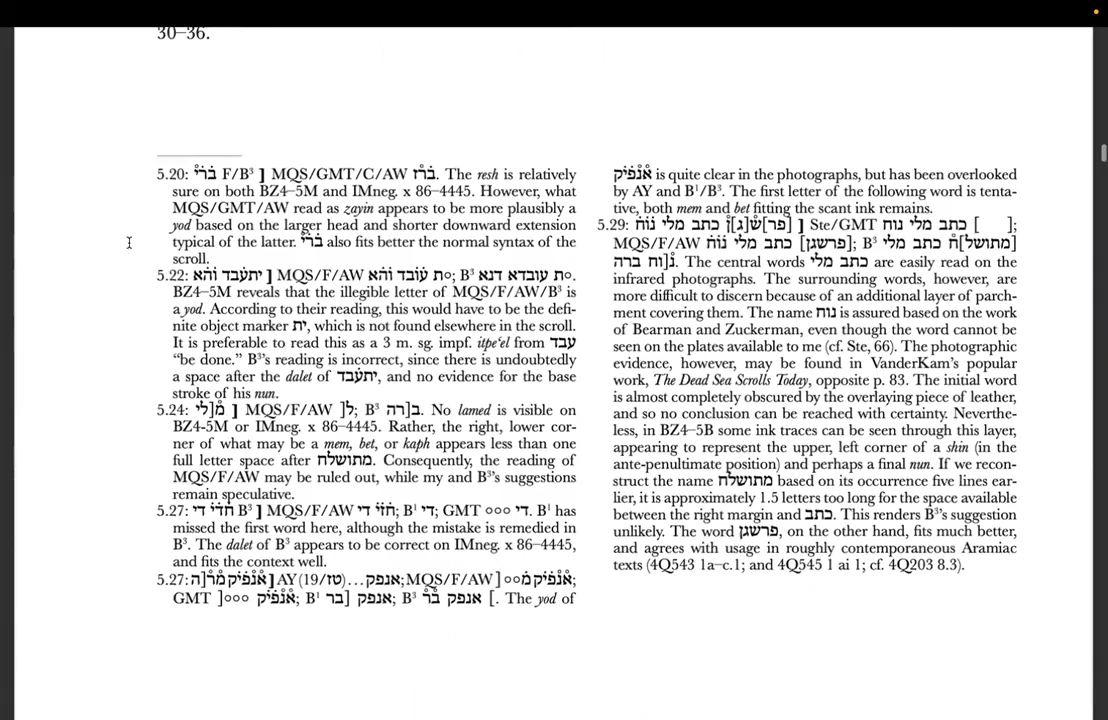 30–36.
5.20: בֹרֹי֯ F/B³ ] MQS/GMT/C/AW בֹר֯ז. The resh is relatively
sure on both BZ4–5M and IMneg. x 86–4445. However, what
MQS/GMT/AW read as zayin appears to be more plausibly a
yod based on the larger head and shorter downward extension
typical of the latter. בֹרֹי֯ also fits better the normal syntax of the
scroll.
5.22: יתעֹבד והֹא ] MQS/F/AW ית עֹובד והֹא; B³ ית עובדא דנא.
BZ4–5M reveals that the illegible letter of MQS/F/AW/B³ is
a yod. According to their reading, this would have to be the defi-
nite object marker ית, which is not found elsewhere in the scroll.
It is preferable to read this as a 3 m. sg. impf. itpeʿel from עבד
“be done.” B³’s reading is incorrect, since there is undoubtedly
a space after the dalet of יתעֹבד, and no evidence for the base
stroke of his nun.
5.24: מ֯[לי ] MQS/F/AW ל[; B³ ב[רה. No lamed is visible on
BZ4-5M or IMneg. x 86–4445. Rather, the right, lower cor-
ner of what may be a mem, bet, or kaph appears less than one
full letter space after מתושלח. Consequently, the reading of
MQS/F/AW may be ruled out, while my and B³’s suggestions
remain speculative.
5.27: חֹדֹי֯ די B³ ] MQS/F/AW חֹזֹי֯ די; B¹ די; GMT ○○○ די. B¹ has
missed the first word here, although the mistake is remedied in
B³. The dalet of B³ appears to be correct on IMneg. x 86–4445,
and fits the context well.
5.27: אנ֯פ֯יֹק מ֯ר֯[ה ] AY (19/טז) ...אנפק; MQS/F/AW אנ֯פ֯יֹק מ○○[;
GMT אנ֯פ֯יֹק ○○○[; B¹ אנפק [בר; B³ אנפק בר֯ [. The yod of
אנ֯פ֯יֹק is quite clear in the photographs, but has been overlooked
by AY and B¹/B³. The first letter of the following word is tenta-
tive, both mem and bet fitting the scant ink remains.
5.29: [פר]ש֯[ג]ן֯ כתב מלי נֹוֹח ] Ste/GMT [ ] כתב מלי נוח;
MQS/F/AW [פרשגן] כתב מלי נֹוֹח; B³ [מתושל]ח֯ כתב מלי
נ֯[וח ברה. The central words כתב מלי are easily read on the
infrared photographs. The surrounding words, however, are
more difficult to discern because of an additional layer of parch-
ment covering them. The name נוח is assured based on the work
of Bearman and Zuckerman, even though the word cannot be
seen on the plates available to me (cf. Ste, 66). The photographic
evidence, however, may be found in VanderKam’s popular
work, The Dead Sea Scrolls Today, opposite p. 83. The initial word
is almost completely obscured by the overlaying piece of leather,
and so no conclusion can be reached with certainty. Neverthe-
less, in BZ4–5B some ink traces can be seen through this layer,
appearing to represent the upper, left corner of a shin (in the
ante-penultimate position) and perhaps a final nun. If we recon-
struct the name מתושלח based on its occurrence five lines ear-
lier, it is approximately 1.5 letters too long for the space available
between the right margin and כתב. This renders B³’s suggestion
unlikely. The word פרשגן, on the other hand, fits much better,
and agrees with usage in roughly contemporaneous Aramaic
texts (4Q543 1a–c.1; and 4Q545 1 ai 1; cf. 4Q203 8.3).